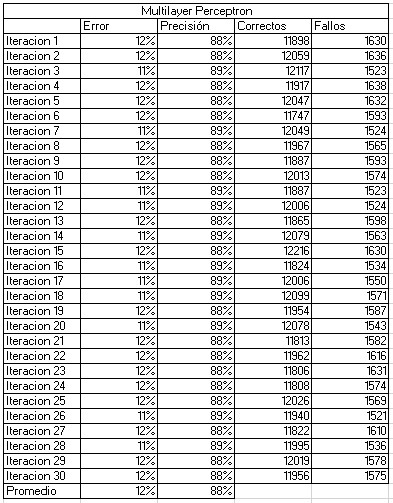 Multilayer Perceptron
Error Precisión Correctos Fallos
Iteracion 1 12% 88% 11898 1630
Iteracion 2 12% 88% 12059 1636
Iteracion 3 11% 89% 12117 1523
Iteracion 4 12% 88% 11917 1638
Iteracion 5 12% 88% 12047 1632
Iteracion 6 12% 88% 11747 1593
Iteracion 7 11% 89% 12049 1524
Iteracion 8 12% 88% 11967 1565
Iteracion 9 12% 88% 11887 1593
Iteracion 10 12% 88% 12013 1574
Iteracion 11 11% 89% 11887 1523
Iteracion 12 11% 89% 12006 1524
Iteracion 13 12% 88% 11865 1598
Iteracion 14 11% 89% 12079 1563
Iteracion 15 12% 88% 12216 1630
Iteracion 16 11% 89% 11824 1534
Iteracion 17 11% 89% 12006 1550
Iteracion 18 11% 89% 12099 1571
Iteracion 19 12% 88% 11954 1587
Iteracion 20 11% 89% 12078 1543
Iteracion 21 12% 88% 11813 1582
Iteracion 22 12% 88% 11962 1616
Iteracion 23 12% 88% 11806 1631
Iteracion 24 12% 88% 11808 1574
Iteracion 25 12% 88% 12026 1569
Iteracion 26 11% 89% 11940 1521
Iteracion 27 12% 88% 11822 1610
Iteracion 28 11% 89% 11995 1536
Iteracion 29 12% 88% 12019 1578
Iteracion 30 12% 88% 11956 1575
Promedio 12% 88%